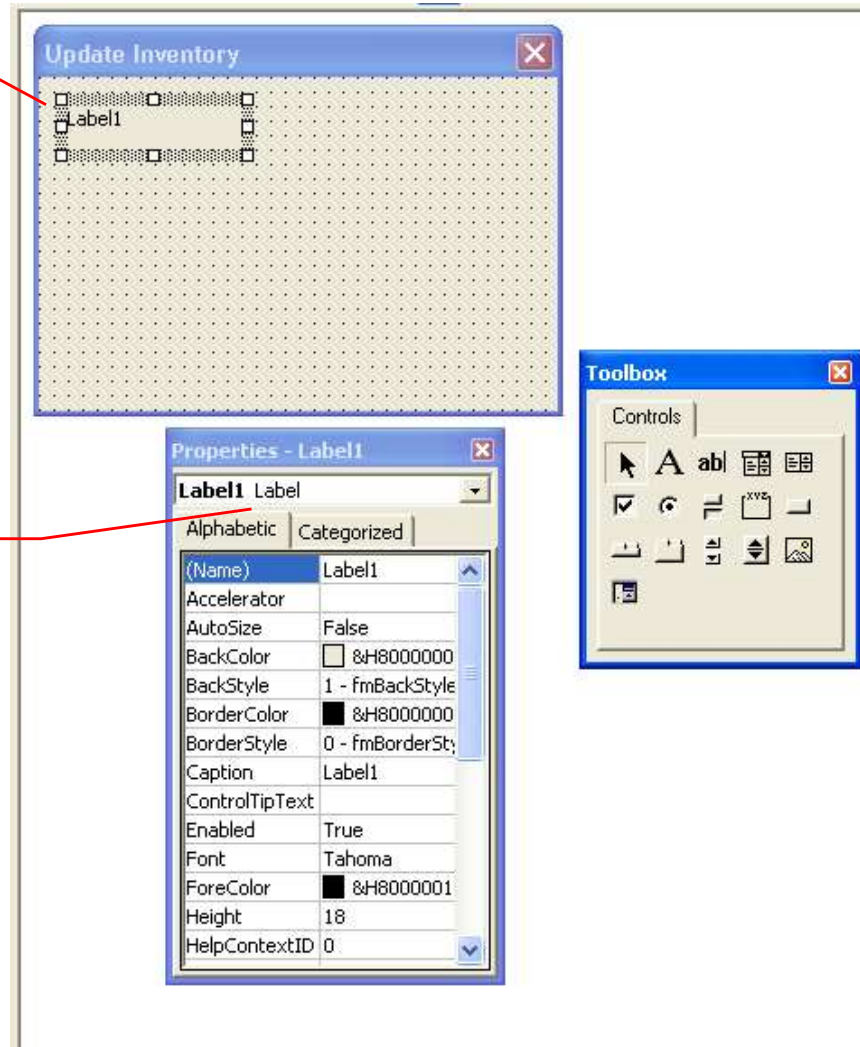 Update Inventory
Label1
Toolbox
Controls
A abl
XYZ
Properties - Label1
Label1 Label
Alphabetic Categorized
(Name) Label1
Accelerator
AutoSize False
BackColor &H8000000
BackStyle 1 - fmBackStyle
BorderColor &H8000000
BorderStyle 0 - fmBorderSty
Caption Label1
ControlTipText
Enabled True
Font Tahoma
ForeColor &H8000001
Height 18
HelpContextID 0